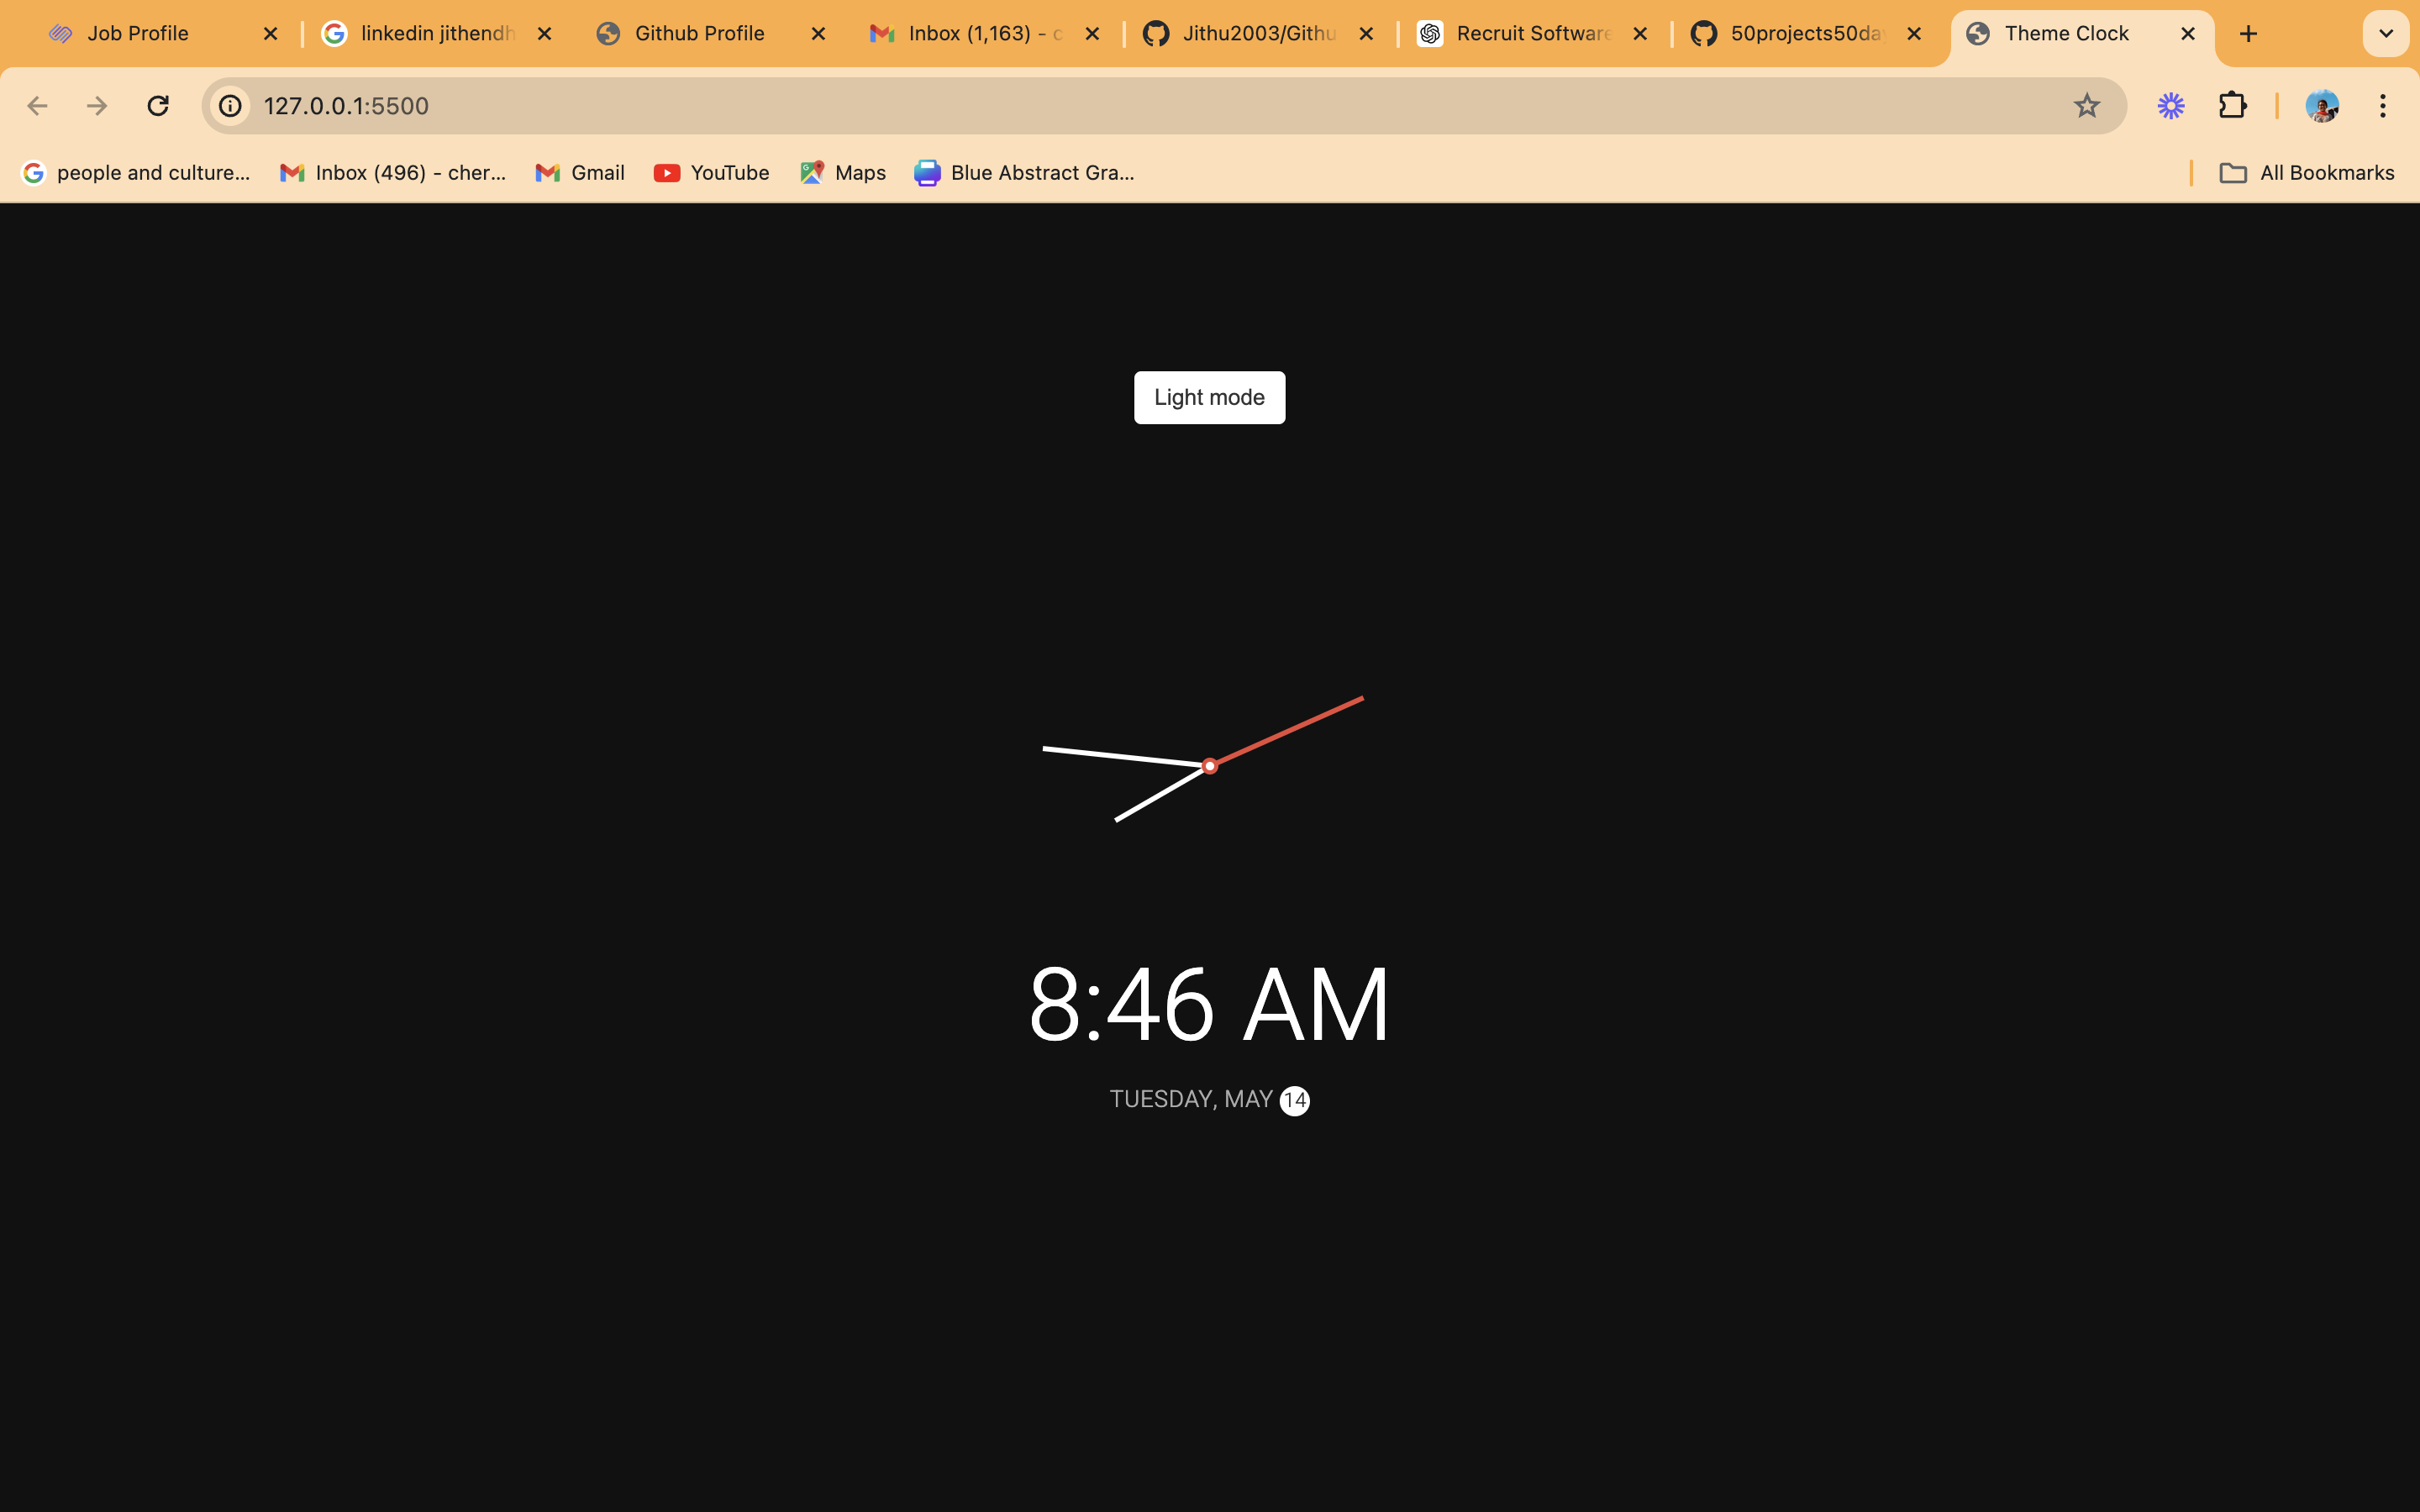 Job Profile
linkedin jithendh
Github Profile
Inbox (1,163) - c
Jithu2003/Githu
Recruit Software
50projects50da
Theme Clock
127.0.0.1:5500
people and culture...
Inbox (496) - cher...
Gmail
YouTube
Maps
Blue Abstract Gra...
All Bookmarks
Light mode
8:46 AM
TUESDAY, MAY 14